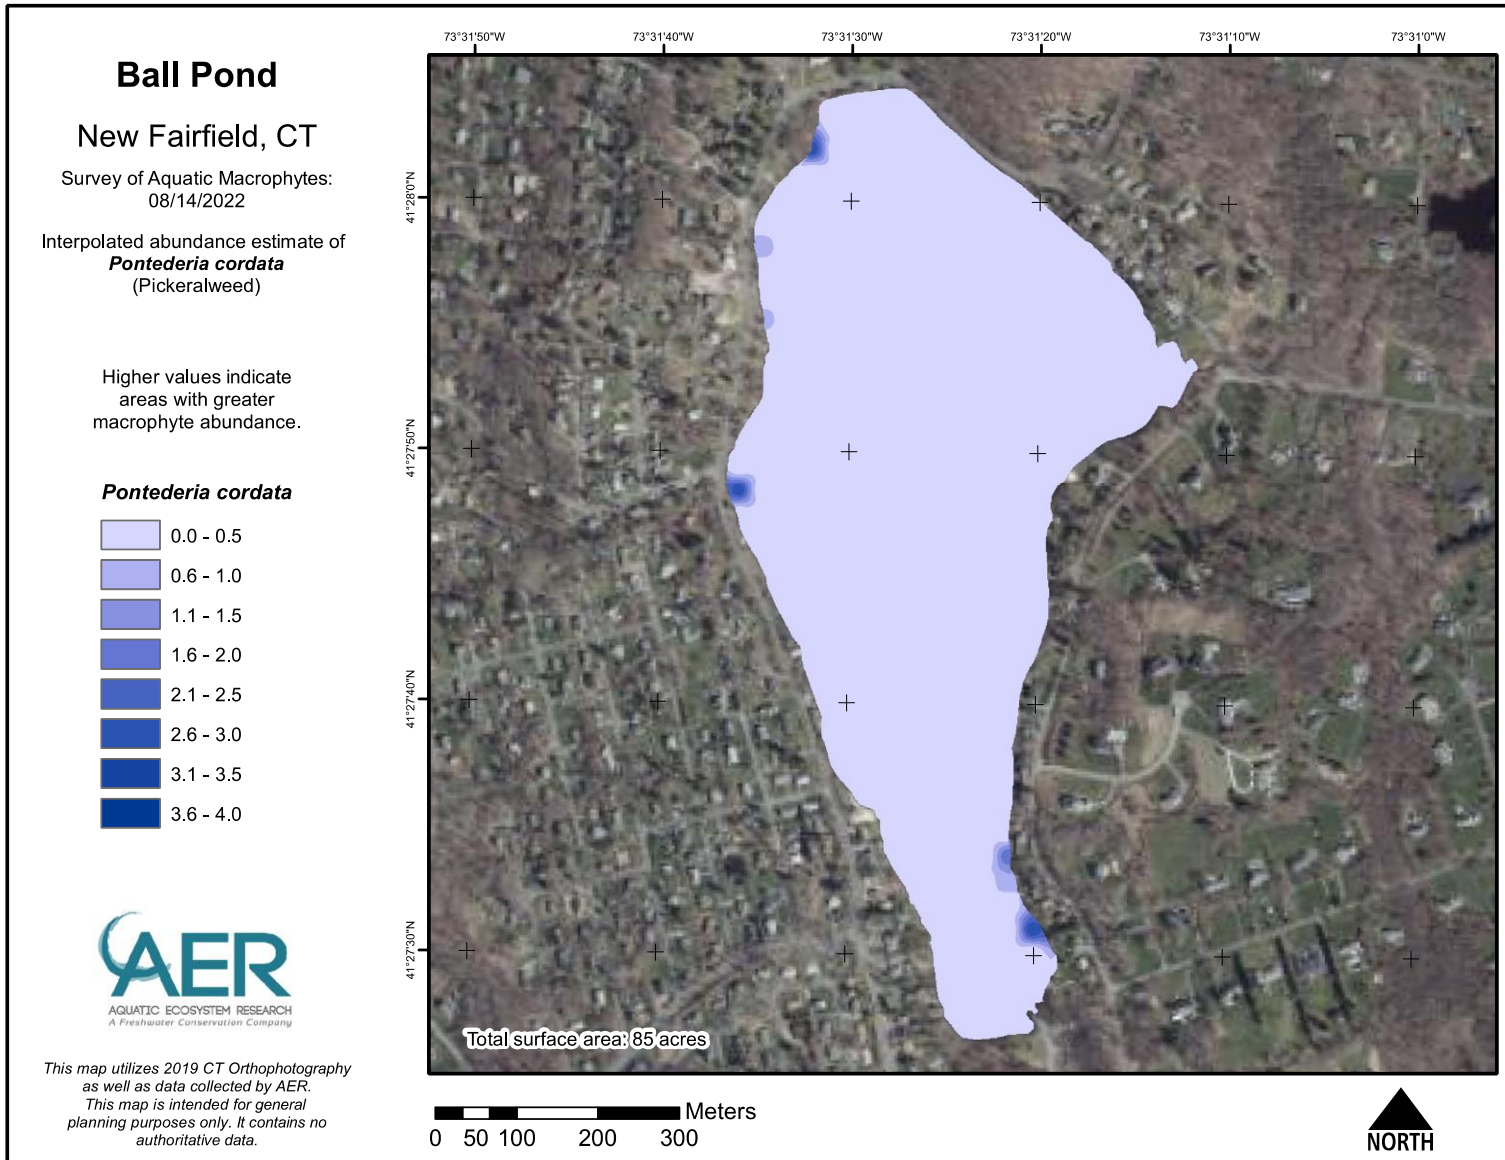 Ball Pond
New Fairfield, CT
Survey of Aquatic Macrophytes:
08/14/2022
Interpolated abundance estimate of
Pontederia cordata
(Pickeralweed)
Higher values indicate
areas with greater
macrophyte abundance.
Pontederia cordata
0.0 - 0.5
0.6 - 1.0
1.1 - 1.5
1.6 - 2.0
2.1 - 2.5
2.6 - 3.0
3.1 - 3.5
3.6 - 4.0
AER
AQUATIC ECOSYSTEM RESEARCH
A Freshwater Conservation Company
This map utilizes 2019 CT Orthophotography
as well as data collected by AER.
This map is intended for general
planning purposes only. It contains no
authoritative data.
73°31'50"W 73°31'40"W 73°31'30"W 73°31'20"W 73°31'10"W 73°31'0"W
41°28'0"N
41°27'50"N
41°27'40"N
41°27'30"N
Total surface area: 85 acres
Meters
0 50 100 200 300
NORTH